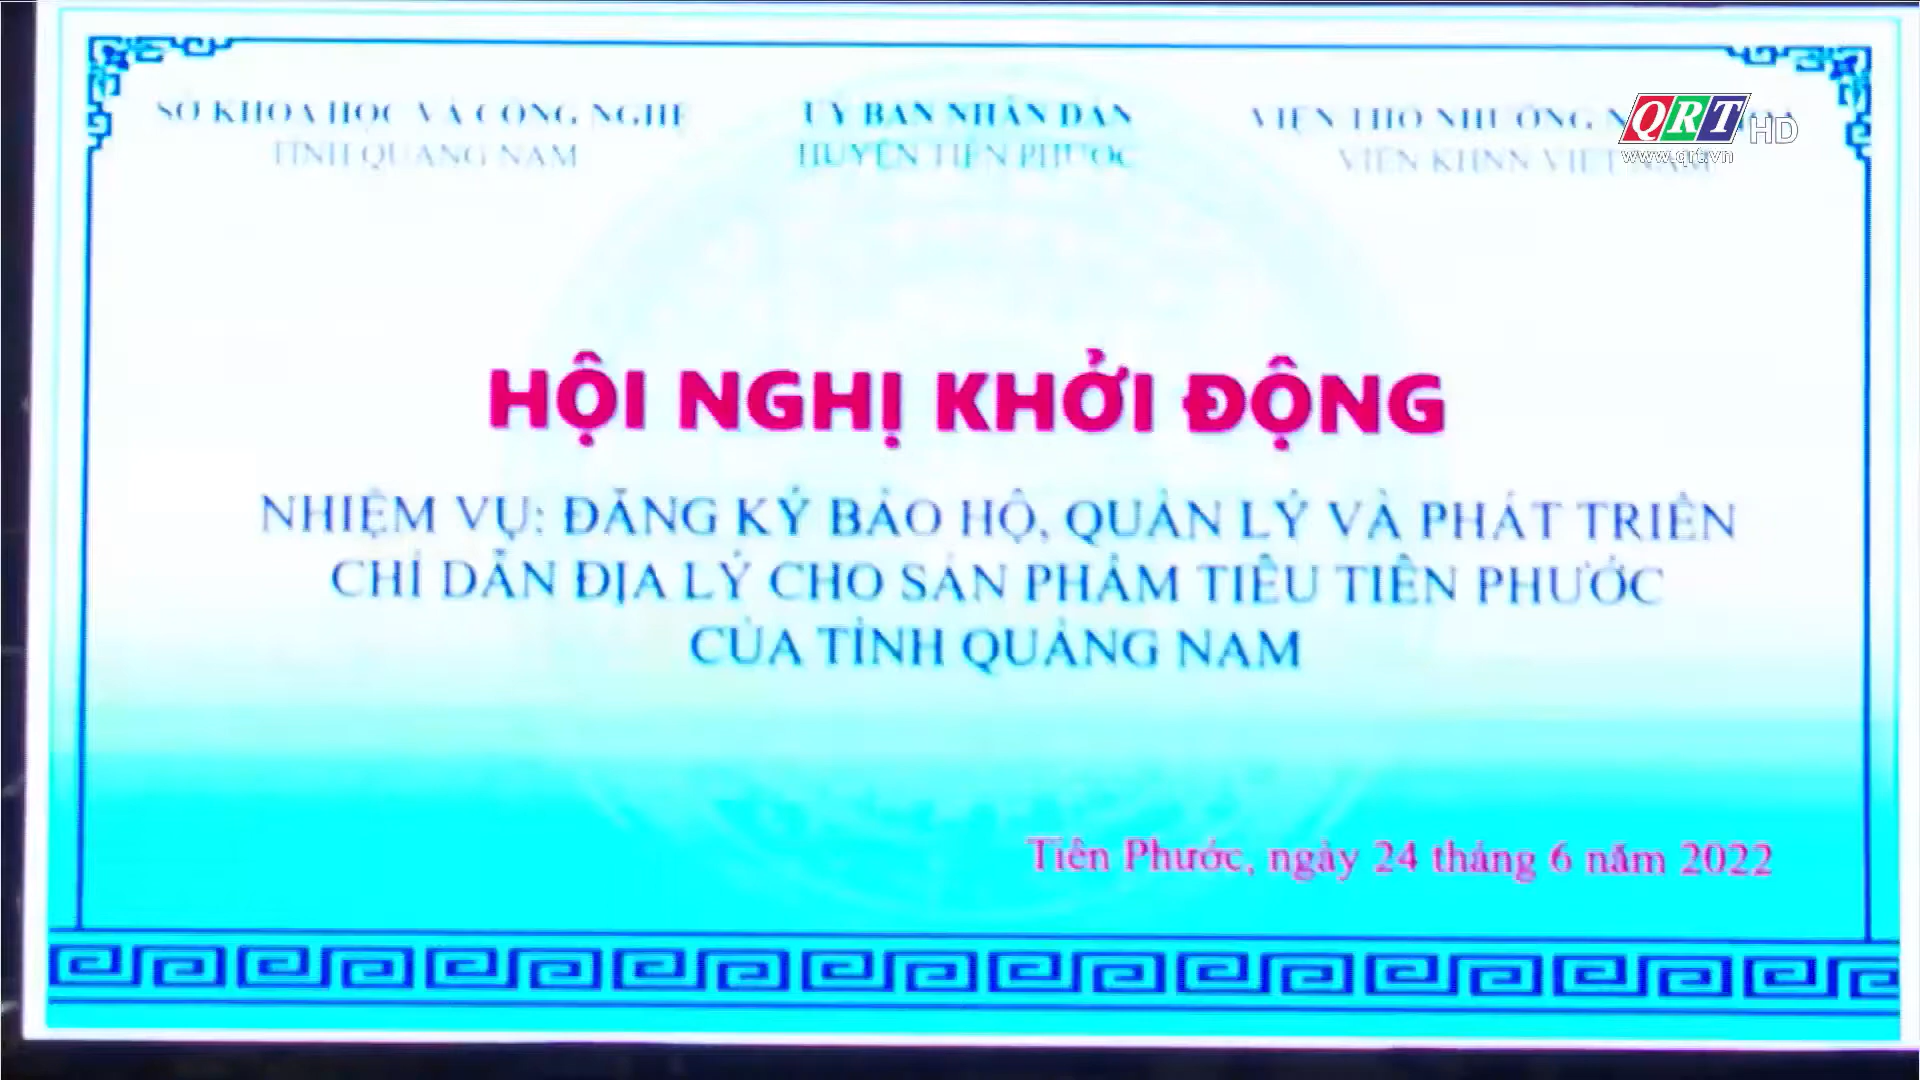 SỞ KHOA HỌC VÀ CÔNG NGHỆ
TỈNH QUẢNG NAM
ỦY BAN NHÂN DÂN
HUYỆN TIÊN PHƯỚC
VIỆN THỔ NHƯỠNG
VIỆN KHNN VIỆT NAM
QRT HD
www.qrt.vn
HỘI NGHỊ KHỞI ĐỘNG
NHIỆM VỤ: ĐĂNG KÝ BẢO HỘ, QUẢN LÝ VÀ PHÁT TRIỂN
CHỈ DẪN ĐỊA LÝ CHO SẢN PHẨM TIÊU TIÊN PHƯỚC
CỦA TỈNH QUẢNG NAM
Tiên Phước, ngày 24 tháng 6 năm 2022